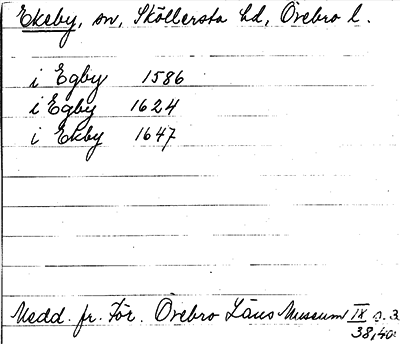 Ekeby, sn, Sköllersta hd, Örebro l.
i Egby 1586
i Egby 1624
i Ekby 1647
Medd. fr. För. Örebro Läns Museum IX s. 3
38, 40